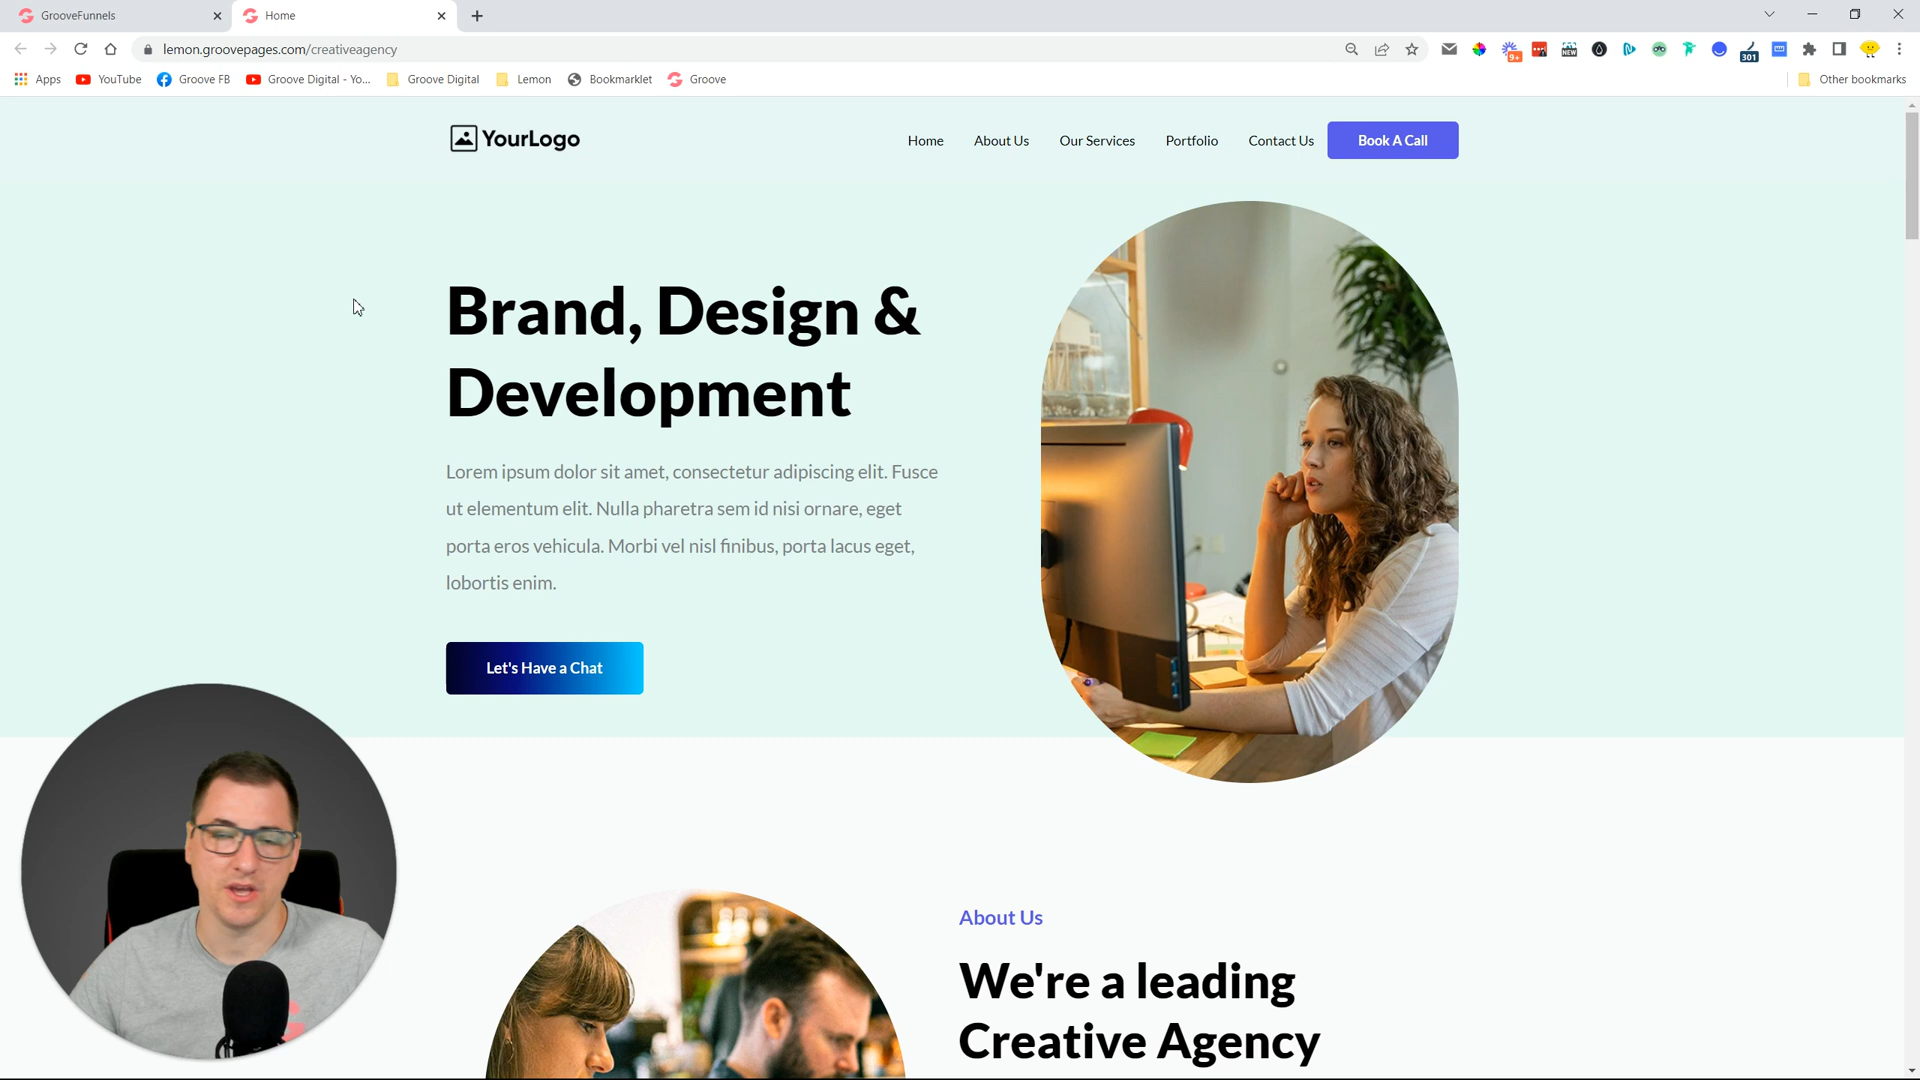 GrooveFunnels
Home
lemon.groovepages.com/creativeagency
9+
NEW
301
Apps
YouTube
Groove FB
Groove Digital - Yo...
Groove Digital
Lemon
Bookmarklet
Groove
Other bookmarks
YourLogo
Home
About Us
Our Services
Portfolio
Contact Us
Book A Call
Brand, Design &
Development
Lorem ipsum dolor sit amet, consectetur adipiscing elit. Fusce
ut elementum elit. Nulla pharetra sem id nisi ornare, eget
porta eros vehicula. Morbi vel nisl finibus, porta lacus eget,
lobortis enim.
Let's Have a Chat
About Us
We're a leading
Creative Agency